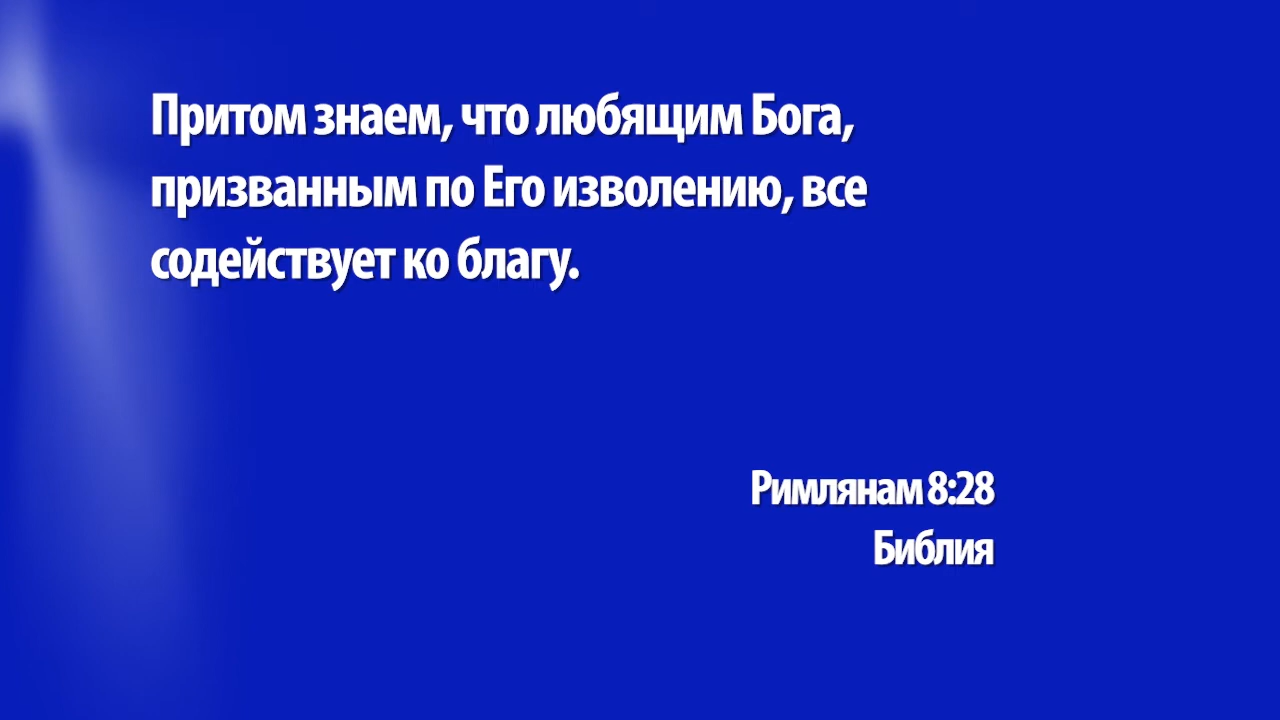 Притом знаем, что любящим Бога,
призванным по Его изволению, все
содействует ко благу.
Римлянам 8:28
Библия